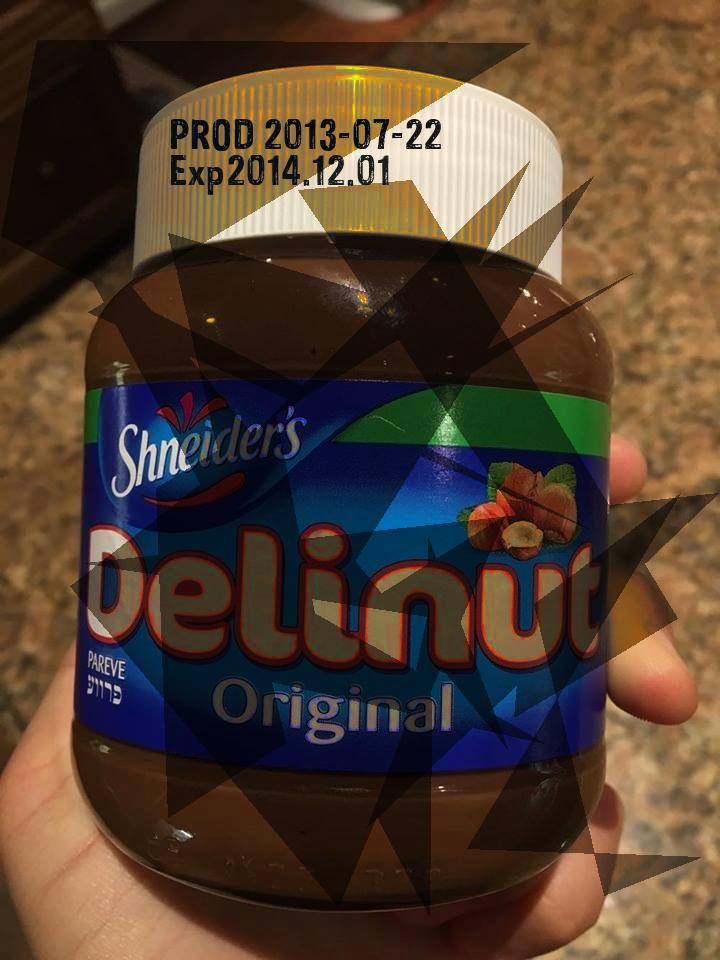 PROD 2013-07-22
Exp2014.12.01
Shneider's
Delinut
PAREVE
פרווע
Original